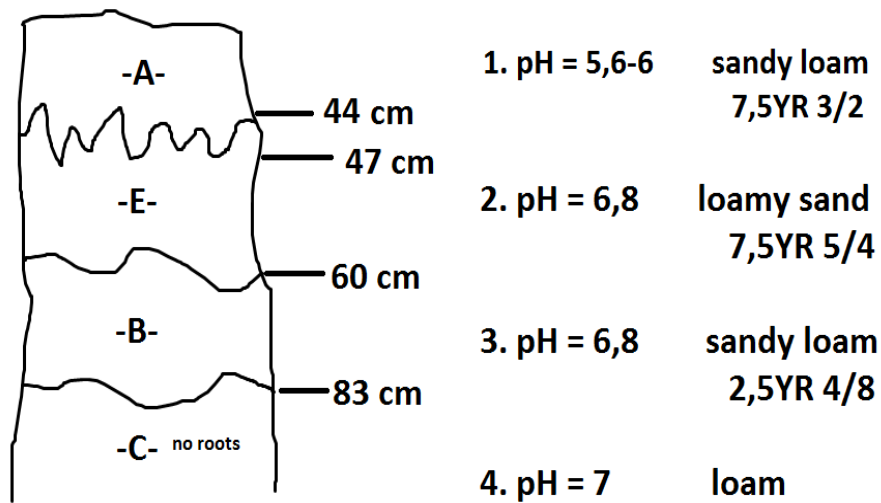 -A-
44 cm
47 cm
-E-
60 cm
-B-
83 cm
-C- no roots
1. pH = 5,6-6 sandy loam
7,5YR 3/2
2. pH = 6,8 loamy sand
7,5YR 5/4
3. pH = 6,8 sandy loam
2,5YR 4/8
4. pH = 7 loam